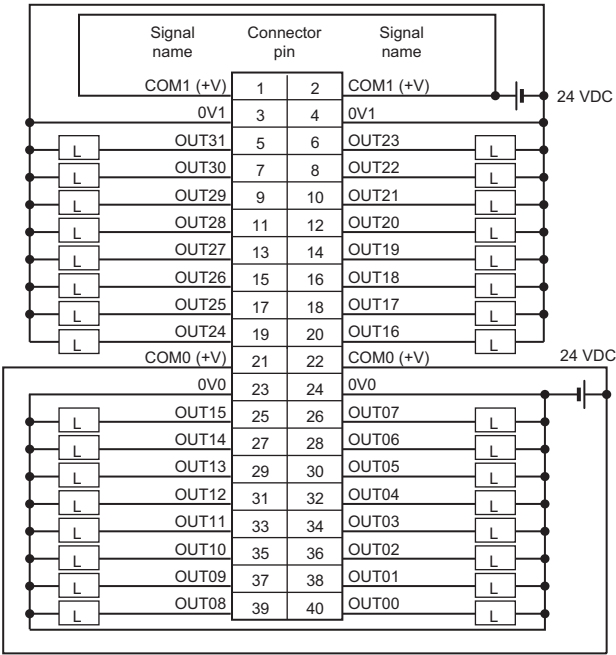 Signal name Connector pin Signal name
COM1 (+V) 1 2 COM1 (+V) 24 VDC
0V1 3 4 0V1
L OUT31 5 6 OUT23 L
L OUT30 7 8 OUT22 L
L OUT29 9 10 OUT21 L
L OUT28 11 12 OUT20 L
L OUT27 13 14 OUT19 L
L OUT26 15 16 OUT18 L
L OUT25 17 18 OUT17 L
L OUT24 19 20 OUT16 L
COM0 (+V) 21 22 COM0 (+V) 24 VDC
0V0 23 24 0V0
L OUT15 25 26 OUT07 L
L OUT14 27 28 OUT06 L
L OUT13 29 30 OUT05 L
L OUT12 31 32 OUT04 L
L OUT11 33 34 OUT03 L
L OUT10 35 36 OUT02 L
L OUT09 37 38 OUT01 L
L OUT08 39 40 OUT00 L